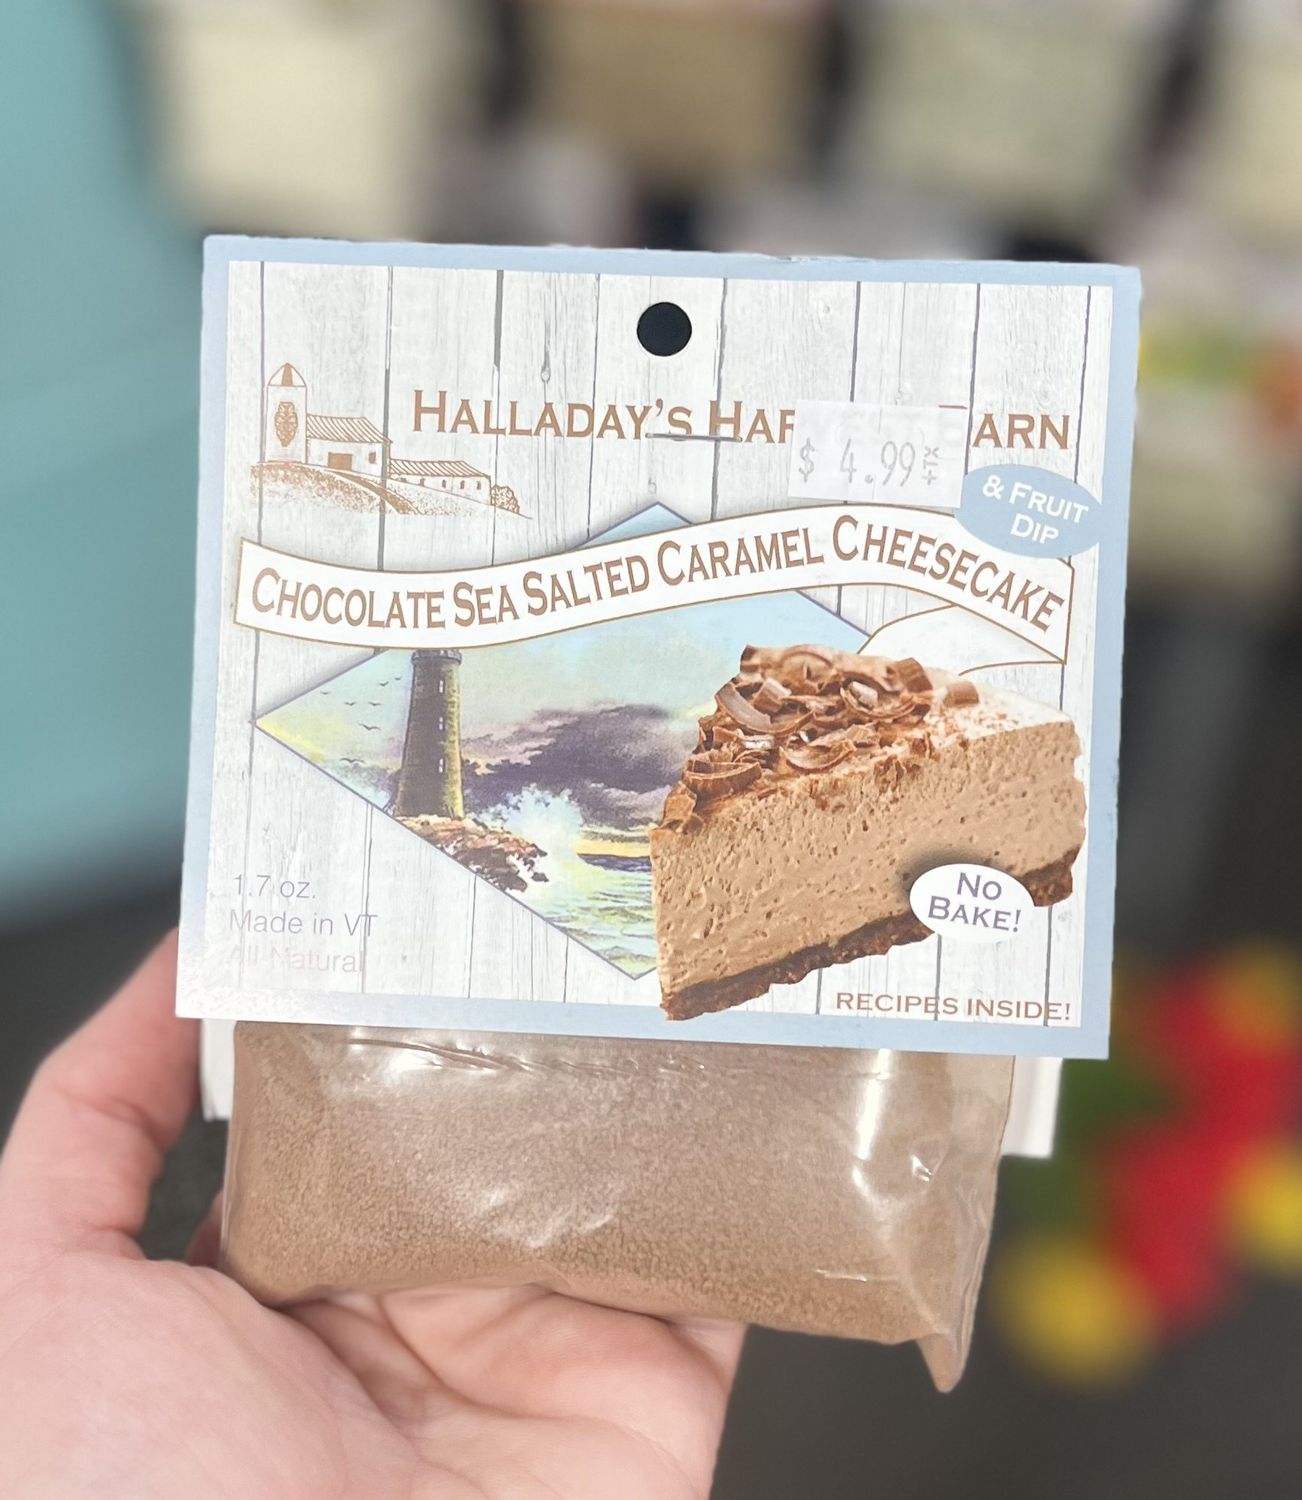 HALLADAY'S HAR ARN
$ 4.99
+TX
& FRUIT
DIP
CHOCOLATE SEA SALTED CARAMEL CHEESECAKE
1.7 oz.
Made in VT
All Natural
NO
BAKE!
RECIPES INSIDE!